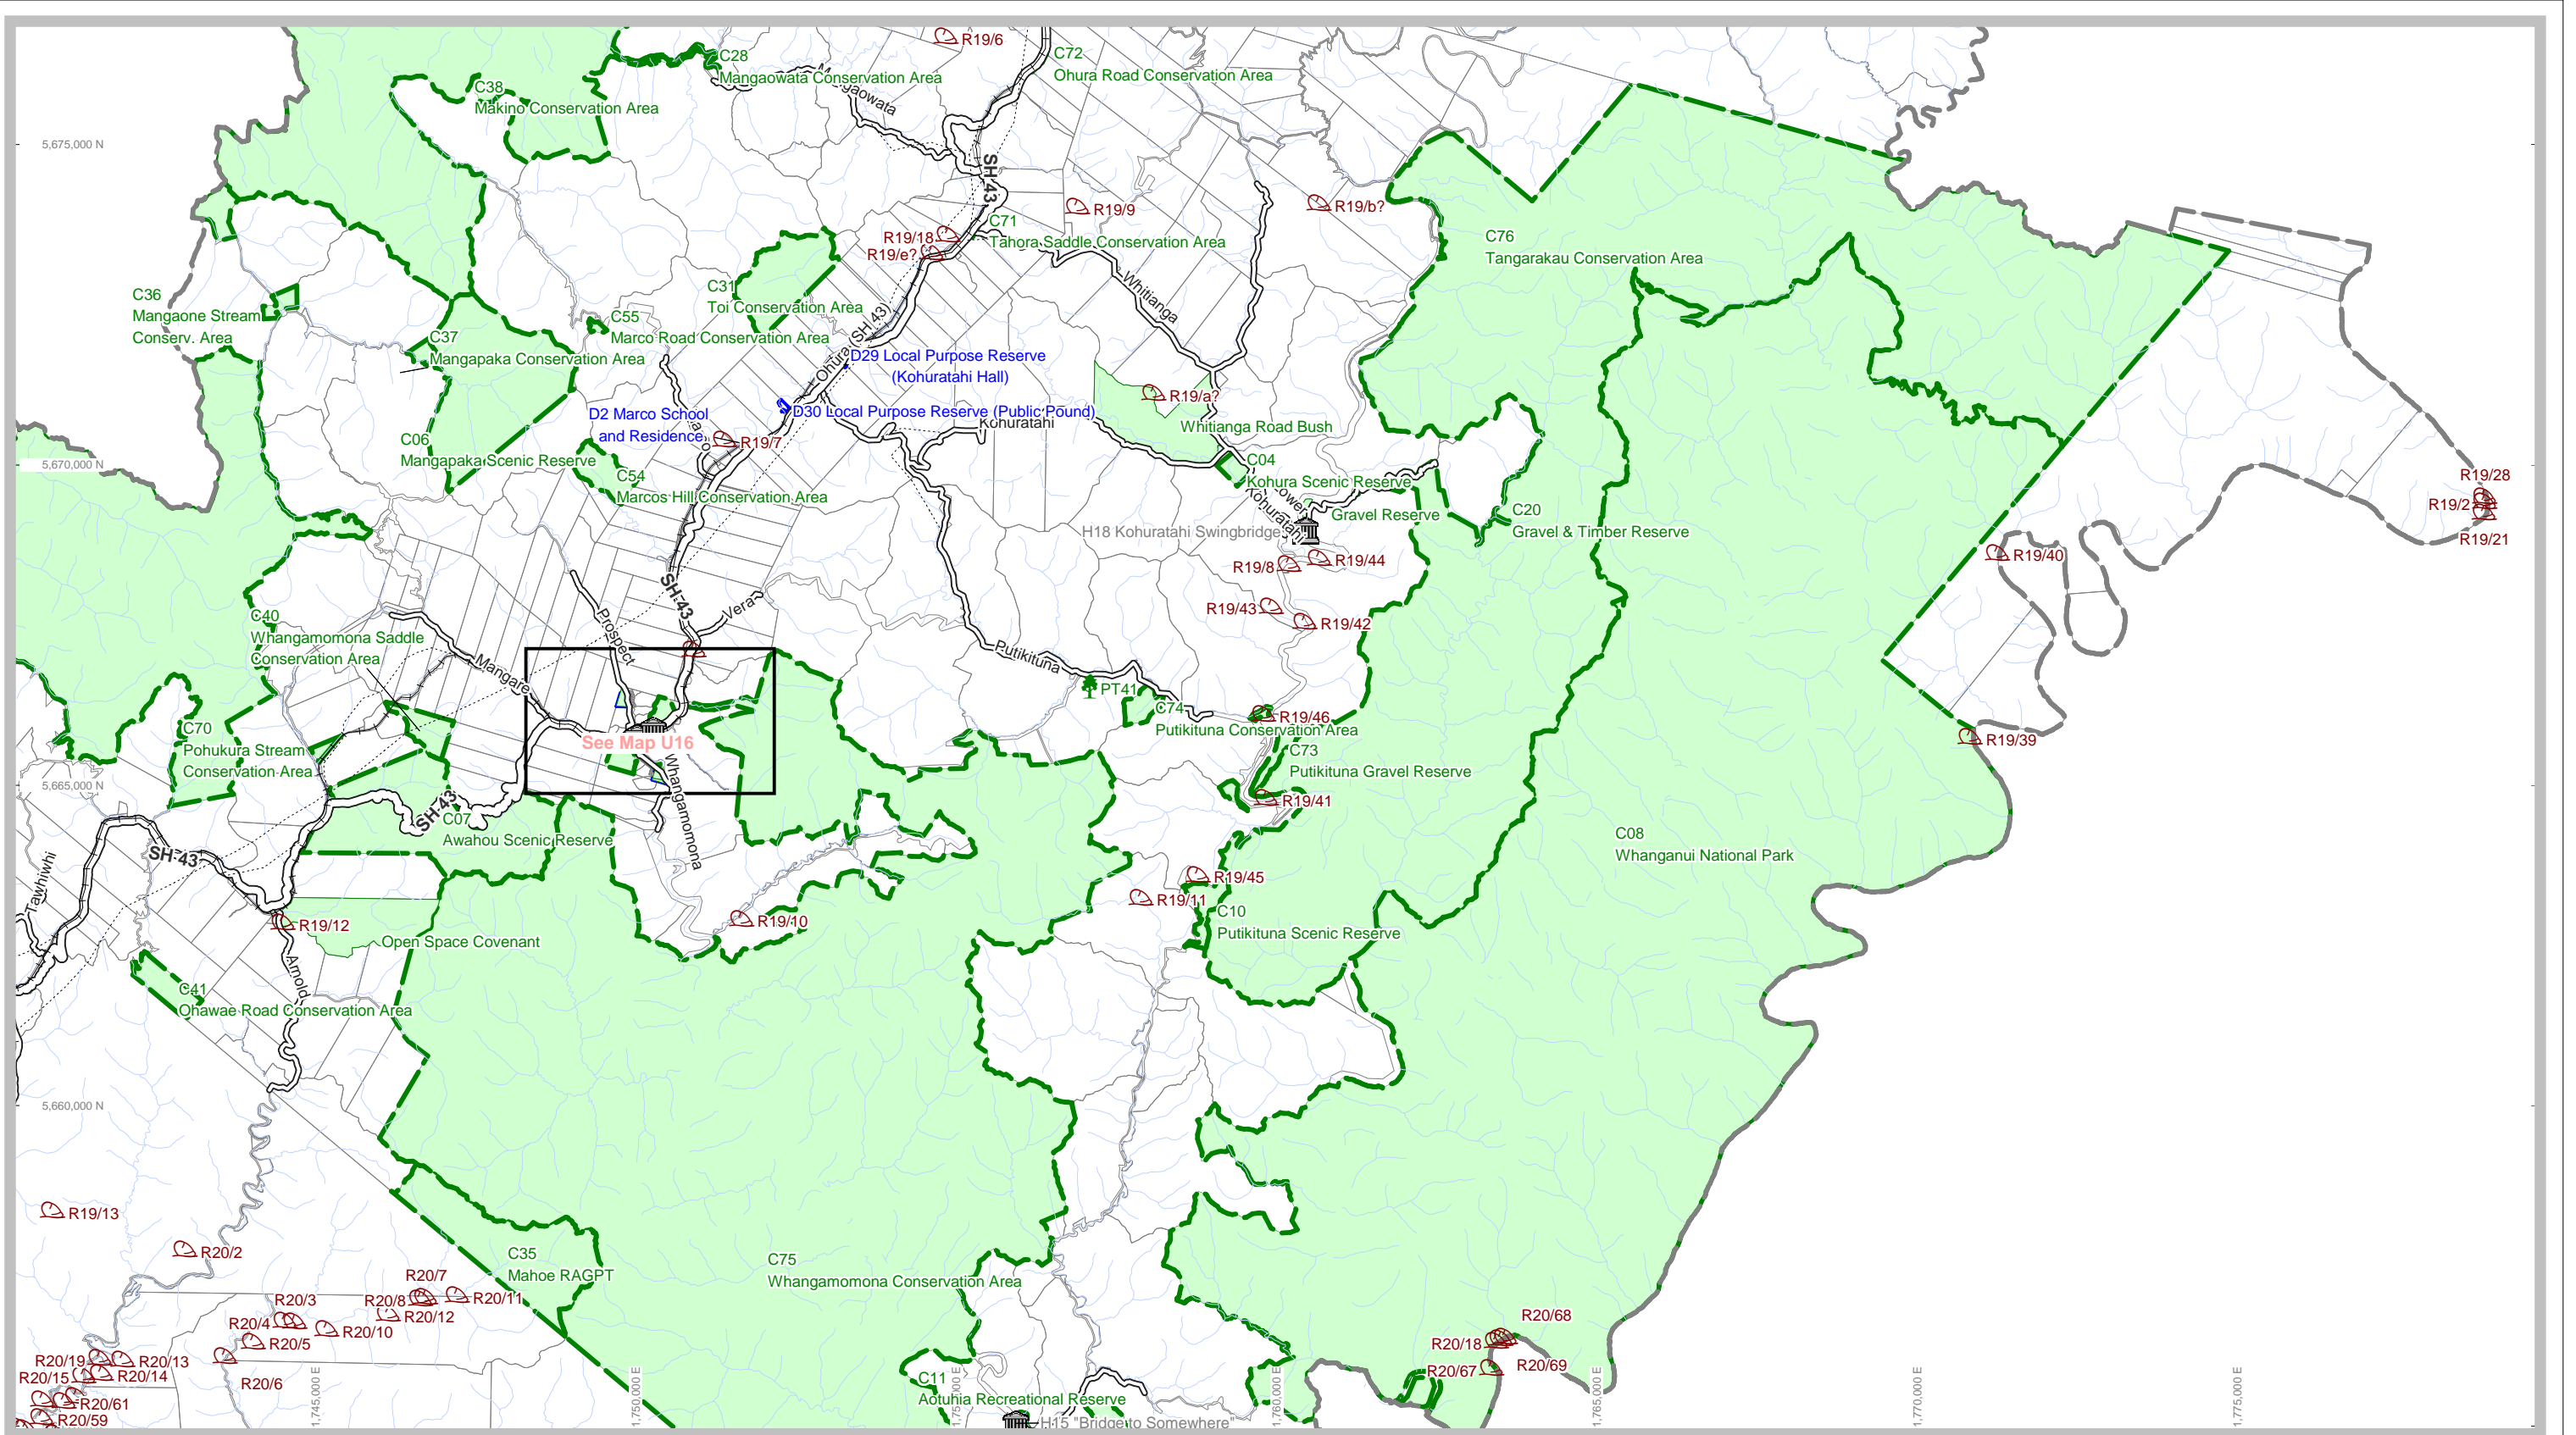 R19/6
C72
Ohura Road Conservation Area
C28
Mangaowata Conservation Area
Mangaowata
C38
Makino Conservation Area
5,675,000 N
SH 43
R19/9
R19/b?
C71
Tahora Saddle Conservation Area
R19/18
R19/e?
C76
Tangarakau Conservation Area
C36
Mangaone Stream
Conserv. Area
C31
Toi Conservation Area
Whitianga
C55
Marco Road Conservation Area
C37
Mangapaka Conservation Area
Ohura (SH 43)
D29 Local Purpose Reserve
(Kohuratahi Hall)
R19/a?
D2 Marco School
and Residence
D30 Local Purpose Reserve (Public Pound)
Kohuratahi
Whitianga Road Bush
R19/7
C06
Mangapaka Scenic Reserve
5,670,000 N
C54
Marcos Hill Conservation Area
C04
Kohura Scenic Reserve
Kohuratahi
Gravel Reserve
H18 Kohuratahi Swingbridge
C20
Gravel & Timber Reserve
R19/28
R19/2
R19/21
R19/40
R19/8
R19/44
R19/43
R19/42
SH 43
Vera
Prospect
C40
Whangamomona Saddle
Conservation Area
Mangare
Putikituna
PT41
C74
Putikituna Conservation Area
R19/46
C73
Putikituna Gravel Reserve
R19/39
C70
Pohukura Stream
Conservation Area
See Map U16
Whangamomona
5,665,000 N
R19/41
SH 43
C07
Awahou Scenic Reserve
C08
Whanganui National Park
SH 43
Tawhiwhi
R19/45
R19/11
C10
Putikituna Scenic Reserve
R19/10
R19/12
Open Space Covenant
Arnold
C41
Ohawae Road Conservation Area
5,660,000 N
R19/13
R20/2
C35
Mahoe RAGPT
C75
Whangamomona Conservation Area
R20/7
R20/8
R20/11
R20/12
R20/3
R20/4
R20/10
R20/5
R20/68
R20/18
R20/67
R20/69
R20/19
R20/13
R20/15
R20/14
R20/6
R20/61
R20/59
C11
Aotuhia Recreational Reserve
H15 "Bridge to Somewhere"
1,745,000 E
1,750,000 E
1,760,000 E
1,765,000 E
1,770,000 E
1,775,000 E